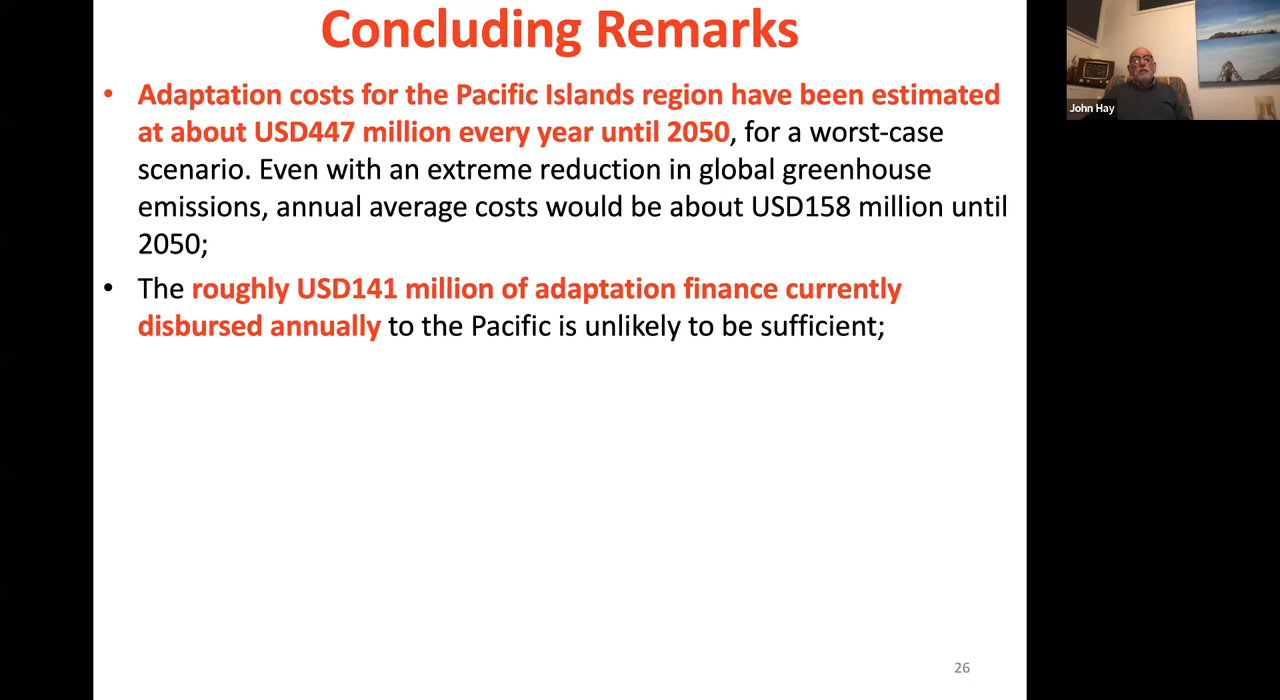 Concluding Remarks
• Adaptation costs for the Pacific Islands region have been estimated
at about USD447 million every year until 2050, for a worst-case
scenario. Even with an extreme reduction in global greenhouse
emissions, annual average costs would be about USD158 million until
2050;
• The roughly USD141 million of adaptation finance currently
disbursed annually to the Pacific is unlikely to be sufficient;
26
John Hay